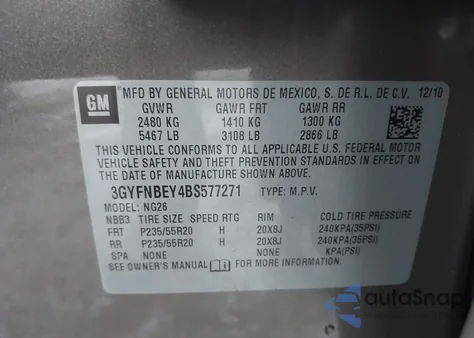 GM
MFD BY GENERAL MOTORS DE MEXICO, S. DE R.L. DE C.V. 12/10
GVWR GAWR FRT GAWR RR
2480 KG 1410 KG 1300 KG
5467 LB 3108 LB 2866 LB
THIS VEHICLE CONFORMS TO ALL APPLICABLE U.S. FEDERAL MOTOR
VEHICLE SAFETY AND THEFT PREVENTION STANDARDS IN EFFECT ON
THE DATE OF MANUFACTURE SHOWN ABOVE.
3GYFNBEY4BS577271 TYPE: M.P.V.
MODEL: NG26
NBB3 TIRE SIZE SPEED RTG RIM COLD TIRE PRESSURE
FRT P235/55R20 H 20X8J 240KPA(35PSI)
RR P235/55R20 H 20X8J 240KPA(35PSI)
SPA NONE KPA(PSI)
SEE OWNER'S MANUAL FOR ADDITIONAL INFORMATION
autoSnap